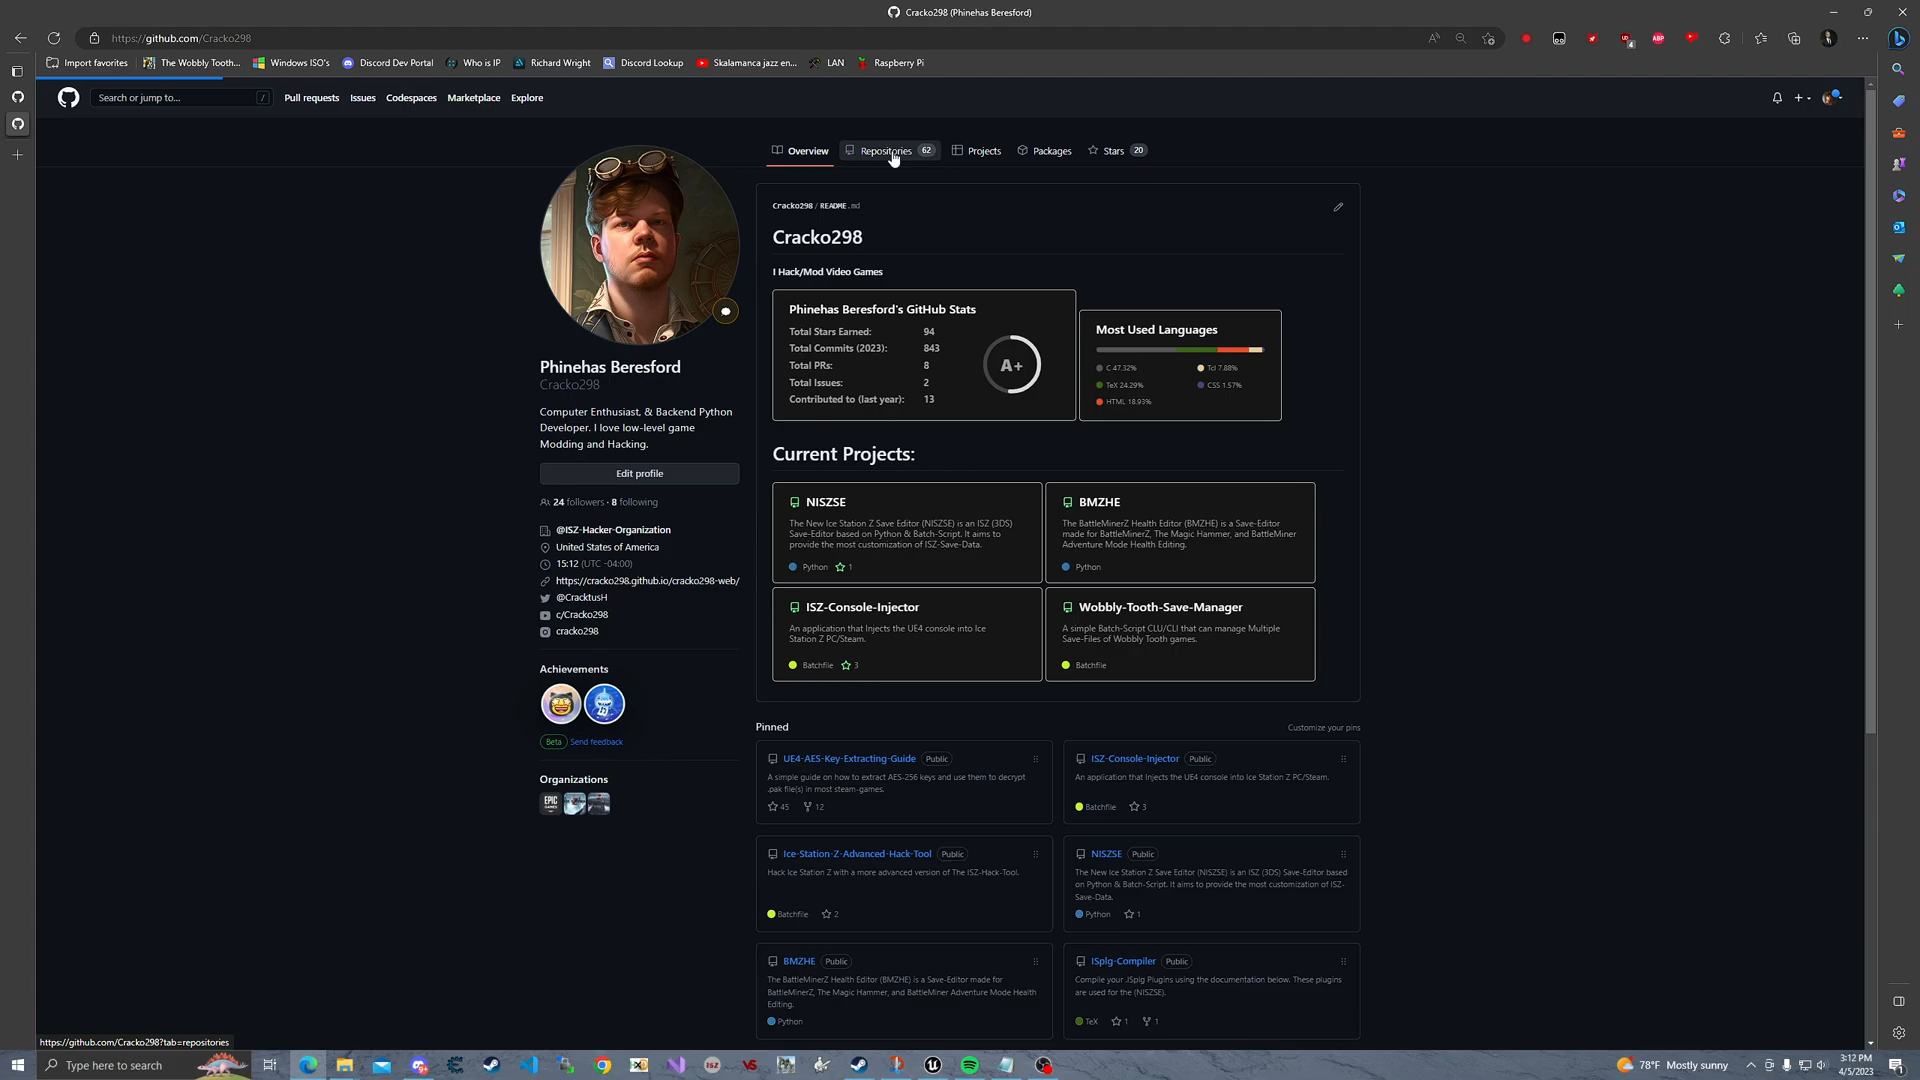 Cracko298 (Phinehas Beresford)
https://github.com/Cracko298
Import favorites
The Wobbly Tooth...
Windows ISO's
Discord Dev Portal
Who is IP
Richard Wright
Discord Lookup
Skalamanca jazz en...
LAN
Raspberry Pi
Search or jump to...
/
Pull requests
Issues
Codespaces
Marketplace
Explore
Overview
Repositories 62
Projects
Packages
Stars 20
Phinehas Beresford
Cracko298
Computer Enthusiast, & Backend Python
Developer. I love low-level game
Modding and Hacking.
Edit profile
24 followers · 8 following
@ISZ-Hacker-Organization
United States of America
15:12 (UTC -04:00)
https://cracko298.github.io/cracko298-web/
@CracktusH
c/Cracko298
cracko298
Achievements
Beta Send feedback
Organizations
EPIC
GAMES
Cracko298 / README.md
Cracko298
I Hack/Mod Video Games
Phinehas Beresford's GitHub Stats
Total Stars Earned: 94
Total Commits (2023): 843
Total PRs: 8
Total Issues: 2
Contributed to (last year): 13
A+
Most Used Languages
C 47.32%
Tcl 7.88%
TeX 24.29%
CSS 1.57%
HTML 18.93%
Current Projects:
NISZSE
The New Ice Station Z Save Editor (NISZSE) is an ISZ (3DS)
Save-Editor based on Python & Batch-Script. It aims to
provide the most customization of ISZ-Save-Data.
Python 1
BMZHE
The BattleMinerZ Health Editor (BMZHE) is a Save-Editor
made for BattleMinerZ, The Magic Hammer, and BattleMiner
Adventure Mode Health Editing.
Python
ISZ-Console-Injector
An application that Injects the UE4 console into Ice
Station Z PC/Steam.
Batchfile 3
Wobbly-Tooth-Save-Manager
A simple Batch-Script CLU/CLI that can manage Multiple
Save-Files of Wobbly Tooth games.
Batchfile
Pinned
Customize your pins
UE4-AES-Key-Extracting-Guide Public
A simple guide on how to extract AES-256 keys and use them to decrypt
.pak file(s) in most steam-games.
45 12
ISZ-Console-Injector Public
An application that Injects the UE4 console into Ice Station Z PC/Steam.
Batchfile 3
Ice-Station-Z-Advanced-Hack-Tool Public
Hack Ice Station Z with a more advanced version of The ISZ-Hack-Tool.
Batchfile 2
NISZSE Public
The New Ice Station Z Save Editor (NISZSE) is an ISZ (3DS) Save-Editor based
on Python & Batch-Script. It aims to provide the most customization of ISZ-
Save-Data.
Python 1
BMZHE Public
The BattleMinerZ Health Editor (BMZHE) is a Save-Editor made for
BattleMinerZ, The Magic Hammer, and BattleMiner Adventure Mode Health
Editing.
Python
ISplg-Compiler Public
Compile your .ISplg Plugins using the documentation below. These plugins
are used for the (NISZSE).
TeX 1 1
https://github.com/Cracko298?tab=repositories
Type here to search
78°F Mostly sunny
3:12 PM
4/5/2023